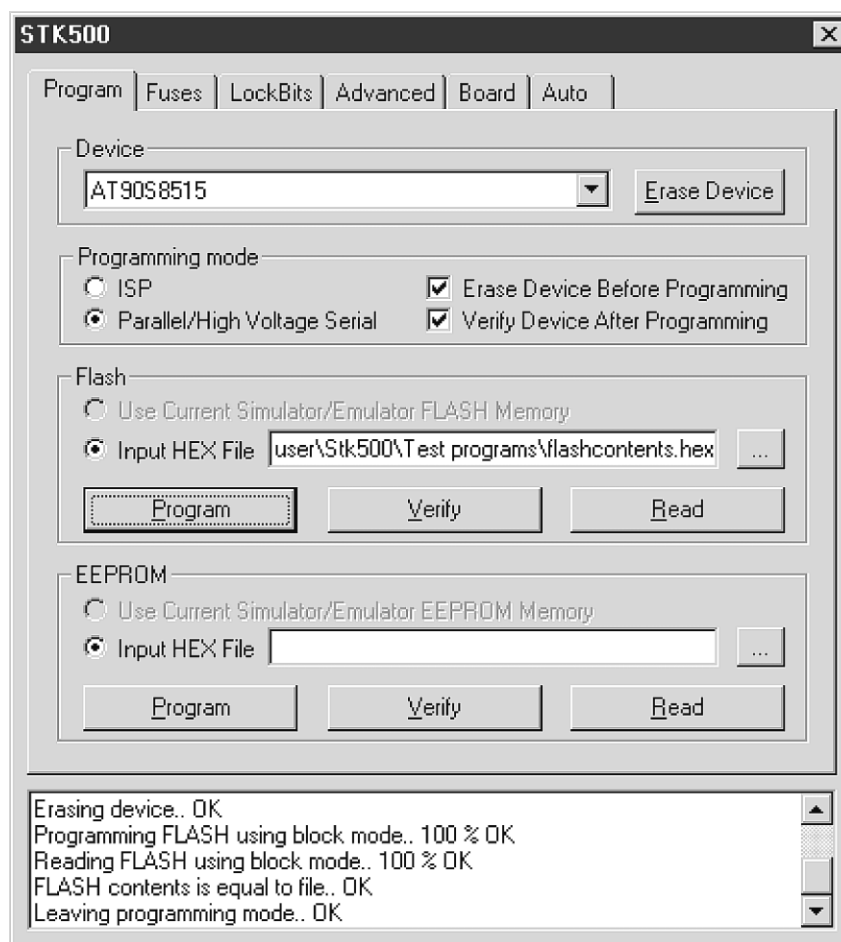 STK500
Program Fuses LockBits Advanced Board Auto
Device
AT90S8515 Erase Device
Programming mode
ISP Erase Device Before Programming
Parallel/High Voltage Serial Verify Device After Programming
Flash
Use Current Simulator/Emulator FLASH Memory
Input HEX File user\Stk500\Test programs\flashcontents.hex ...
Program Verify Read
EEPROM
Use Current Simulator/Emulator EEPROM Memory
Input HEX File ...
Program Verify Read
Erasing device.. OK
Programming FLASH using block mode.. 100 % OK
Reading FLASH using block mode.. 100 % OK
FLASH contents is equal to file.. OK
Leaving programming mode.. OK